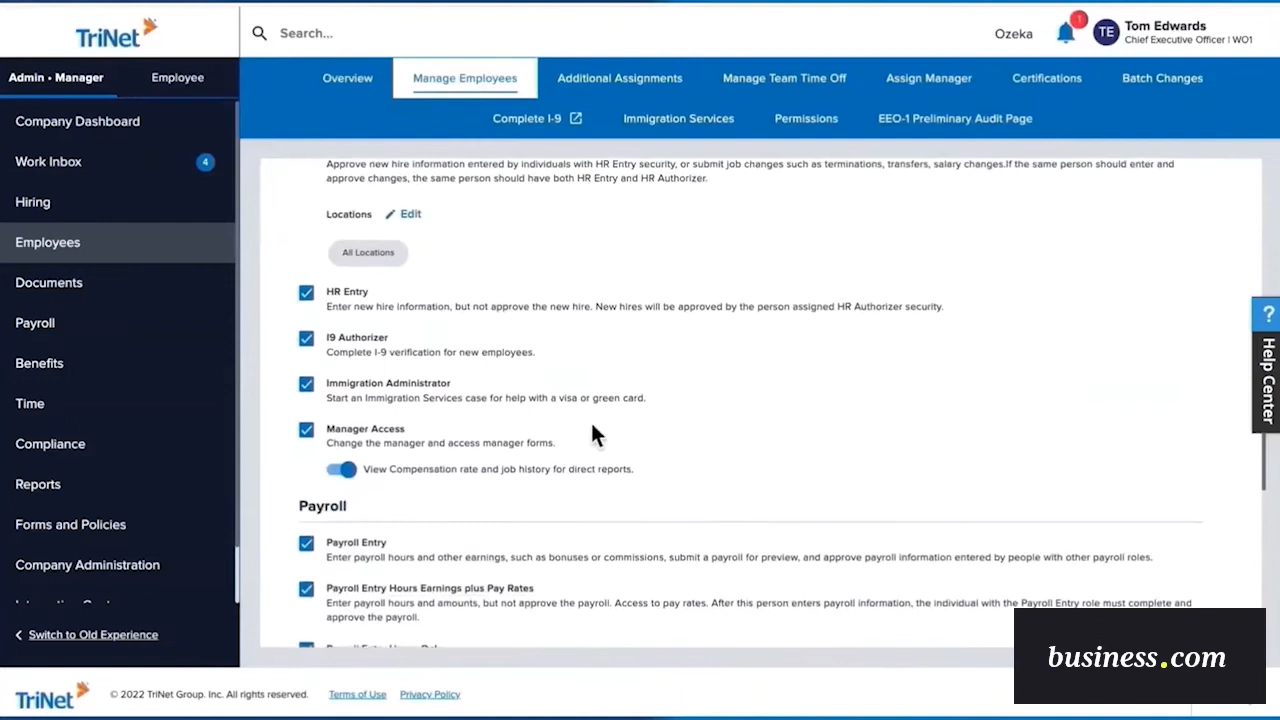 TriNet
Search...
Ozeka
1
TE
Tom Edwards
Chief Executive Officer | WO1
Admin • Manager
Employee
Overview
Manage Employees
Additional Assignments
Manage Team Time Off
Assign Manager
Certifications
Batch Changes
Complete I-9
Immigration Services
Permissions
EEO-1 Preliminary Audit Page
Company Dashboard
Work Inbox
4
Hiring
Employees
Documents
Payroll
Benefits
Time
Compliance
Reports
Forms and Policies
Company Administration
Switch to Old Experience
Approve new hire information entered by individuals with HR Entry security, or submit job changes such as terminations, transfers, salary changes.If the same person should enter and
approve changes, the same person should have both HR Entry and HR Authorizer.
Locations
Edit
All Locations
HR Entry
Enter new hire information, but not approve the new hire. New hires will be approved by the person assigned HR Authorizer security.
I9 Authorizer
Complete I-9 verification for new employees.
Immigration Administrator
Start an Immigration Services case for help with a visa or green card.
Manager Access
Change the manager and access manager forms.
View Compensation rate and job history for direct reports.
Payroll
Payroll Entry
Enter payroll hours and other earnings, such as bonuses or commissions, submit a payroll for preview, and approve payroll information entered by people with other payroll roles.
Payroll Entry Hours Earnings plus Pay Rates
Enter payroll hours and amounts, but not approve the payroll. Access to pay rates. After this person enters payroll information, the individual with the Payroll Entry role must complete and
approve the payroll.
?
Help Center
business.com
TriNet
© 2022 TriNet Group. Inc. All rights reserved.
Terms of Use
Privacy Policy